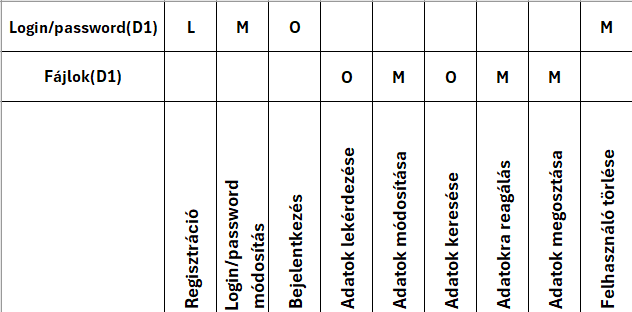 Login/password(D1) L M O M
Fájlok(D1) O M O M M
Regisztráció
Login/password
módosítás
Bejelentkezés
Adatok lekérdezése
Adatok módosítása
Adatok keresése
Adatokra reagálás
Adatok megosztása
Felhasználó törlése